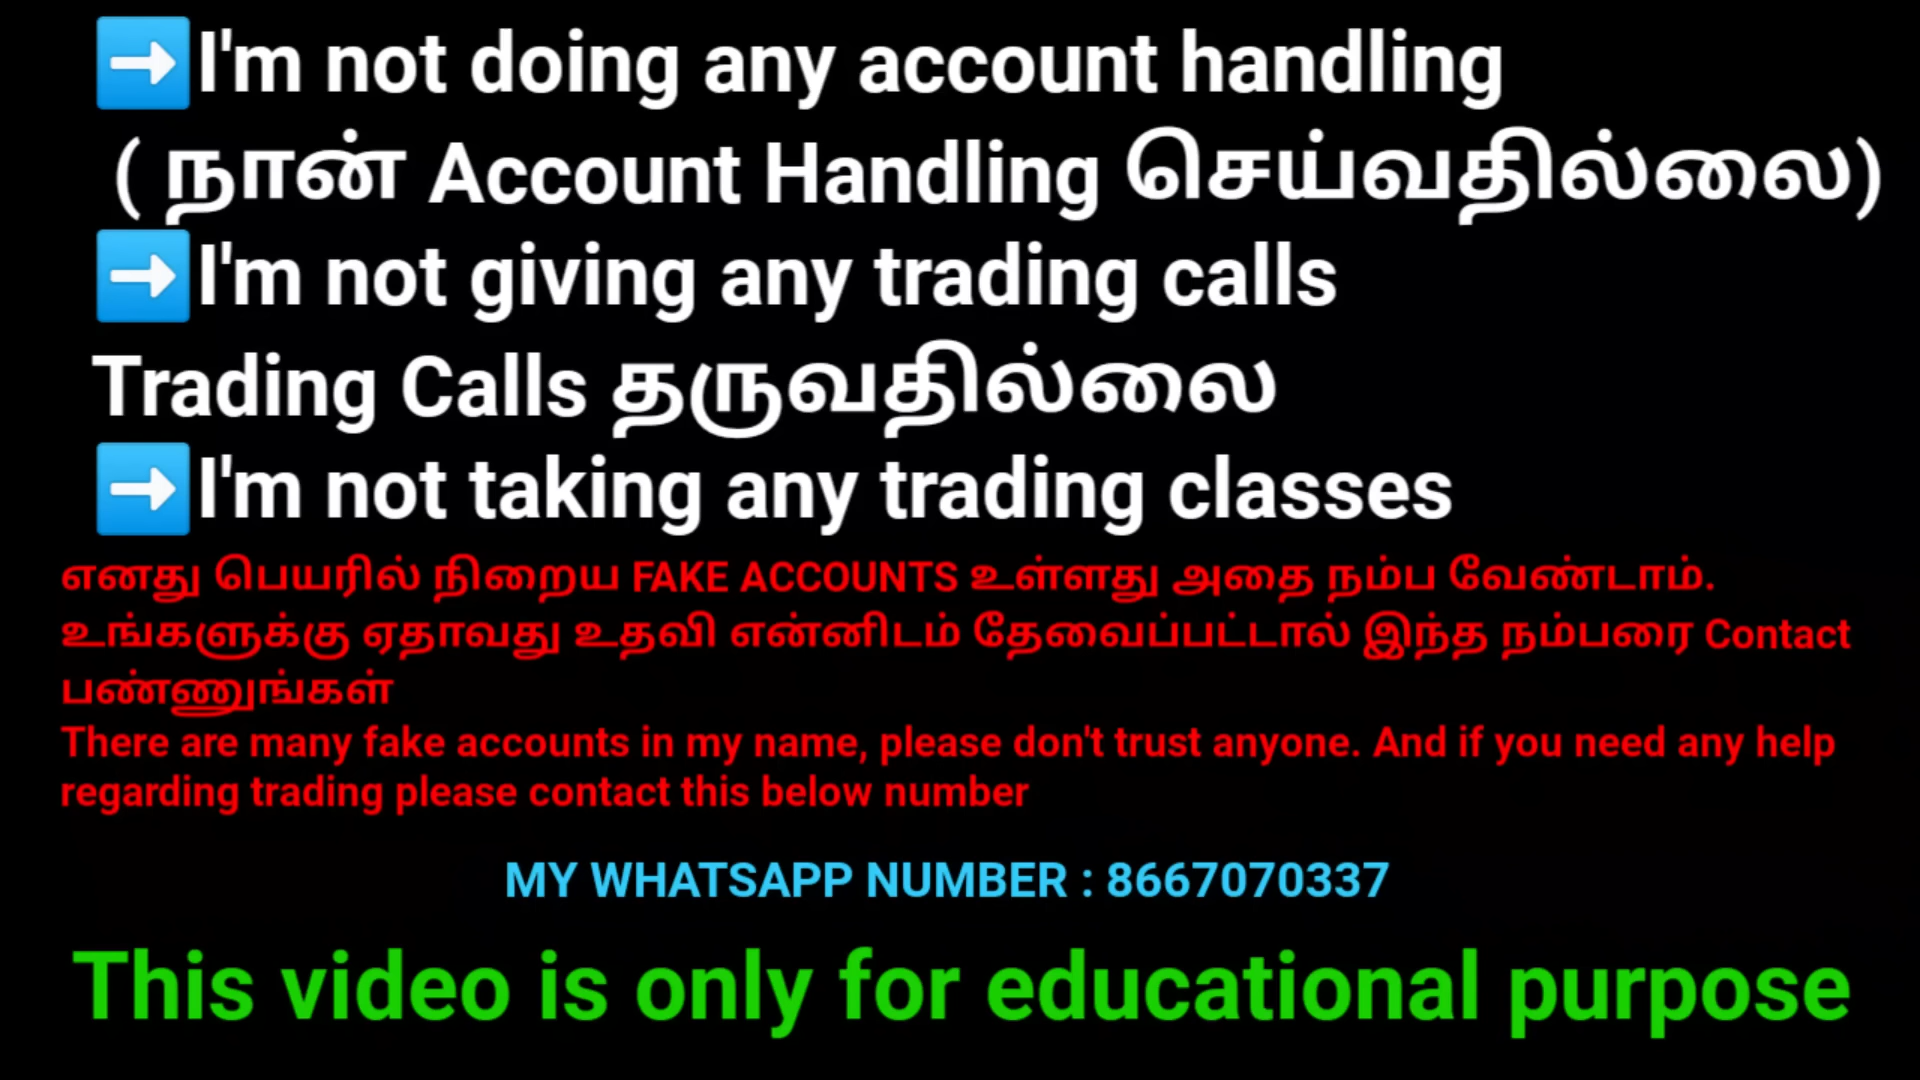 ➡️I'm not doing any account handling
( நான் Account Handling செய்வதில்லை)
➡️I'm not giving any trading calls
Trading Calls தருவதில்லை
➡️I'm not taking any trading classes
எனது பெயரில் நிறைய FAKE ACCOUNTS உள்ளது அதை நம்ப வேண்டாம்.
உங்களுக்கு ஏதாவது உதவி என்னிடம் தேவைப்பட்டால் இந்த நம்பரை Contact
பண்ணுங்கள்
There are many fake accounts in my name, please don't trust anyone. And if you need any help
regarding trading please contact this below number
MY WHATSAPP NUMBER : 8667070337
This video is only for educational purpose